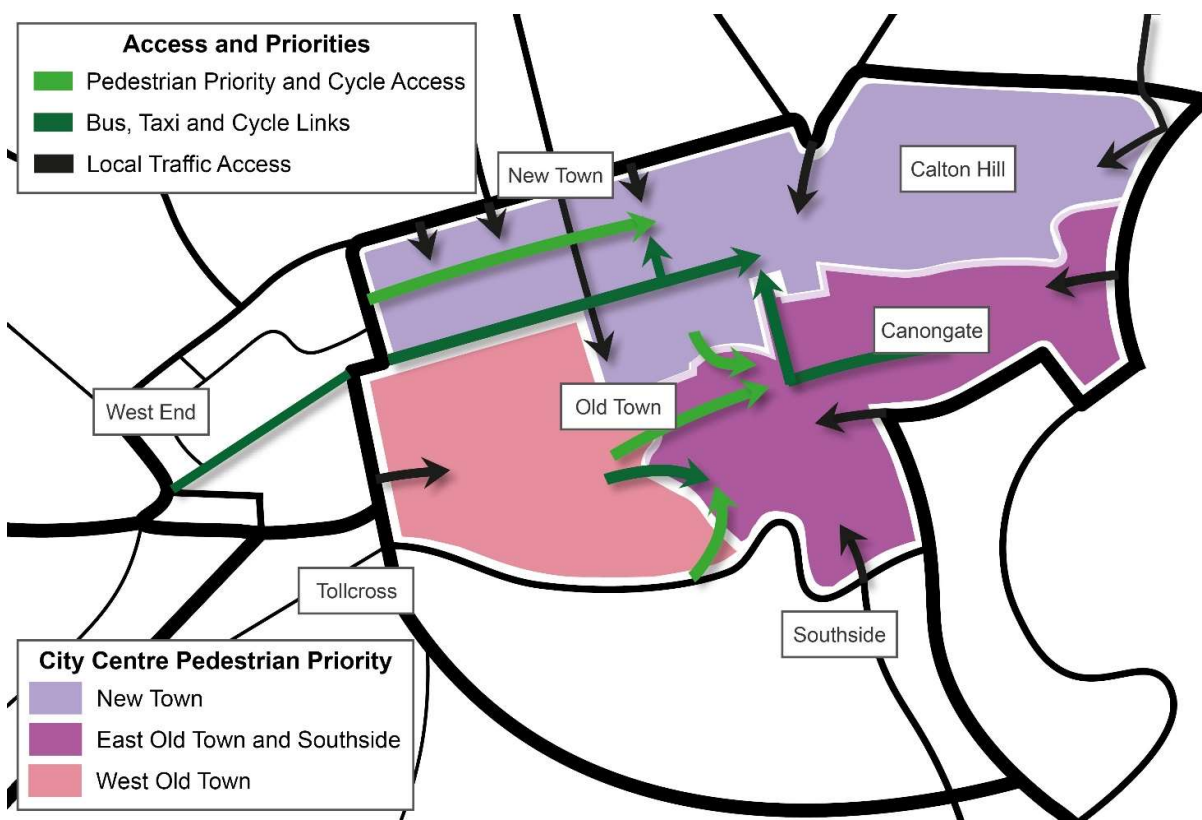 Access and Priorities
Pedestrian Priority and Cycle Access
Bus, Taxi and Cycle Links
Local Traffic Access
New Town
Calton Hill
Canongate
West End
Old Town
Tollcross
Southside
City Centre Pedestrian Priority
New Town
East Old Town and Southside
West Old Town